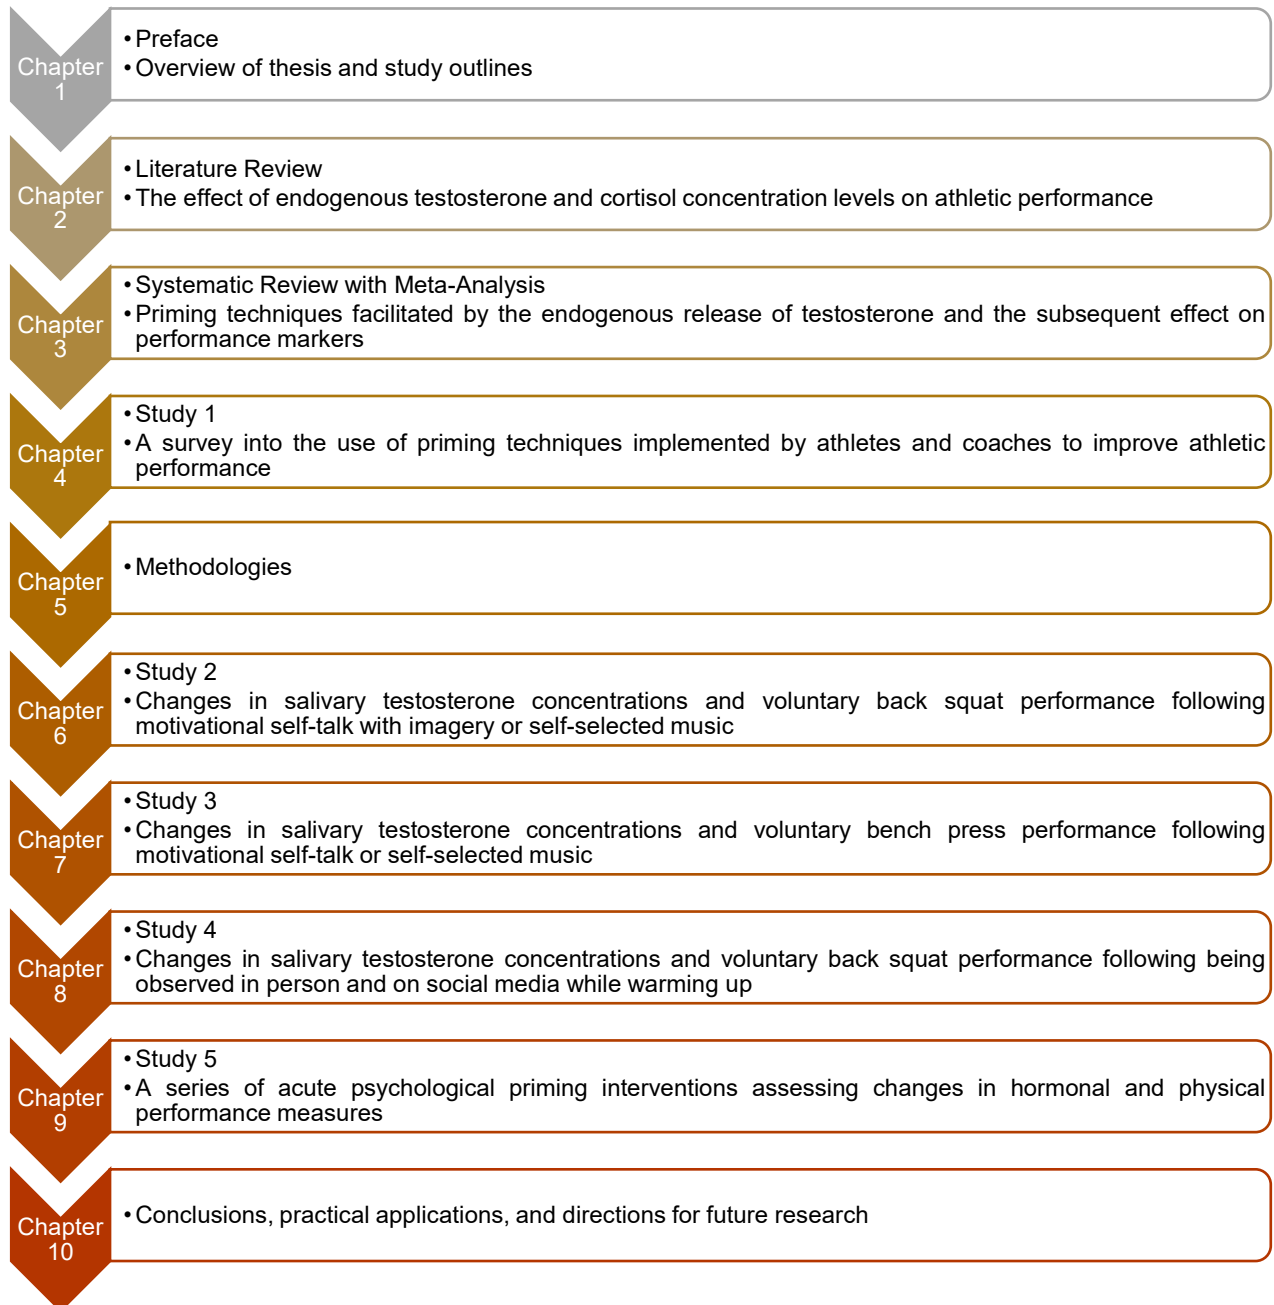 Chapter
1
• Preface
• Overview of thesis and study outlines
Chapter
2
• Literature Review
• The effect of endogenous testosterone and cortisol concentration levels on athletic performance
Chapter
3
• Systematic Review with Meta-Analysis
• Priming techniques facilitated by the endogenous release of testosterone and the subsequent effect on
performance markers
Chapter
4
• Study 1
• A survey into the use of priming techniques implemented by athletes and coaches to improve athletic
performance
Chapter
5
• Methodologies
Chapter
6
• Study 2
• Changes in salivary testosterone concentrations and voluntary back squat performance following
motivational self-talk with imagery or self-selected music
Chapter
7
• Study 3
• Changes in salivary testosterone concentrations and voluntary bench press performance following
motivational self-talk or self-selected music
Chapter
8
• Study 4
• Changes in salivary testosterone concentrations and voluntary back squat performance following being
observed in person and on social media while warming up
Chapter
9
• Study 5
• A series of acute psychological priming interventions assessing changes in hormonal and physical
performance measures
Chapter
10
• Conclusions, practical applications, and directions for future research